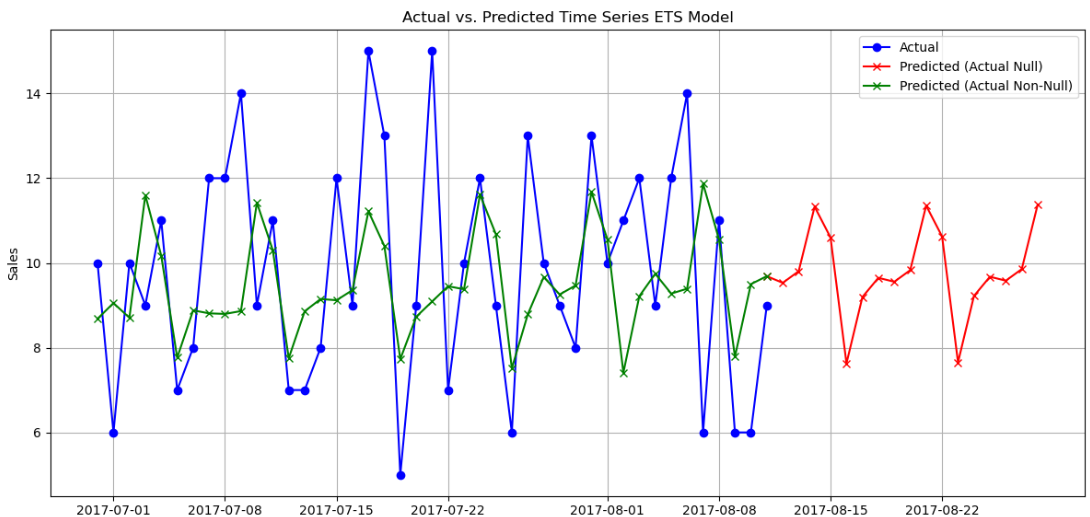 Actual vs. Predicted Time Series ETS Model
Actual
Predicted (Actual Null)
Predicted (Actual Non-Null)
Sales
14
12
10
8
6
2017-07-01 2017-07-08 2017-07-15 2017-07-22 2017-08-01 2017-08-08 2017-08-15 2017-08-22